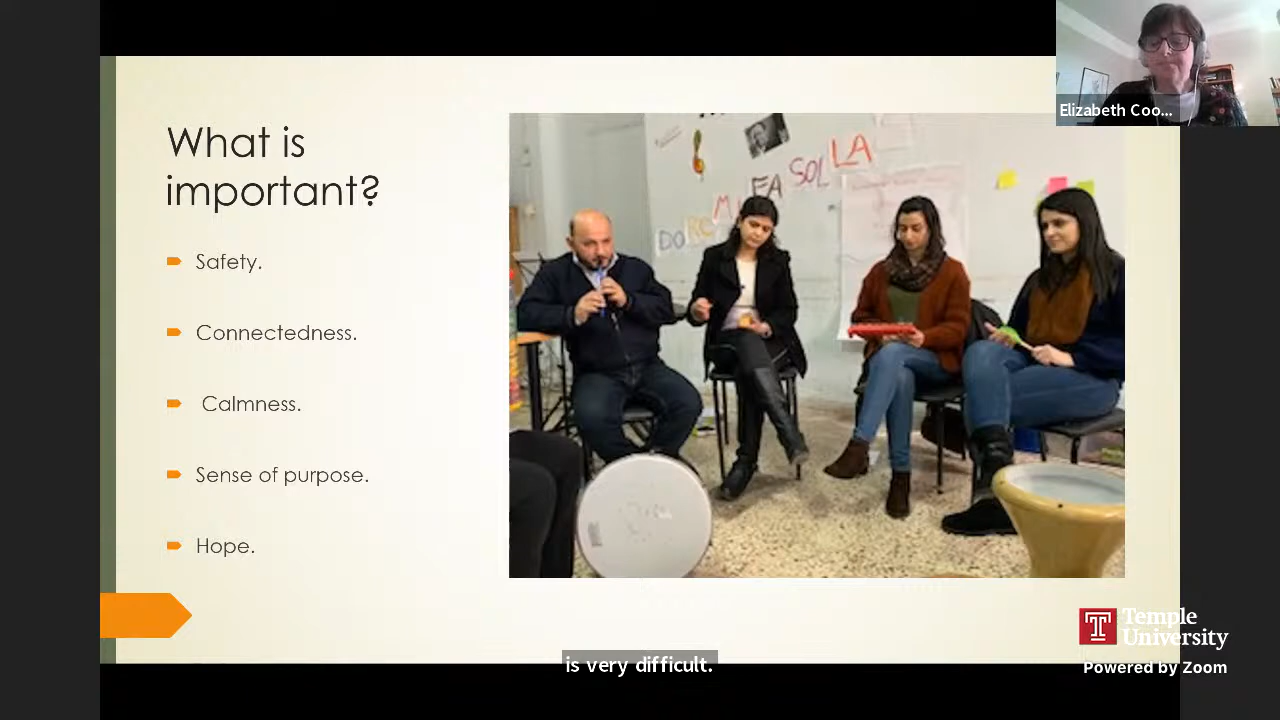 What is
important?
Safety.
Connectedness.
Calmness.
Sense of purpose.
Hope.
DO RE MI FA SOL LA
Elizabeth Coo...
is very difficult.
T Temple
University
Powered by Zoom